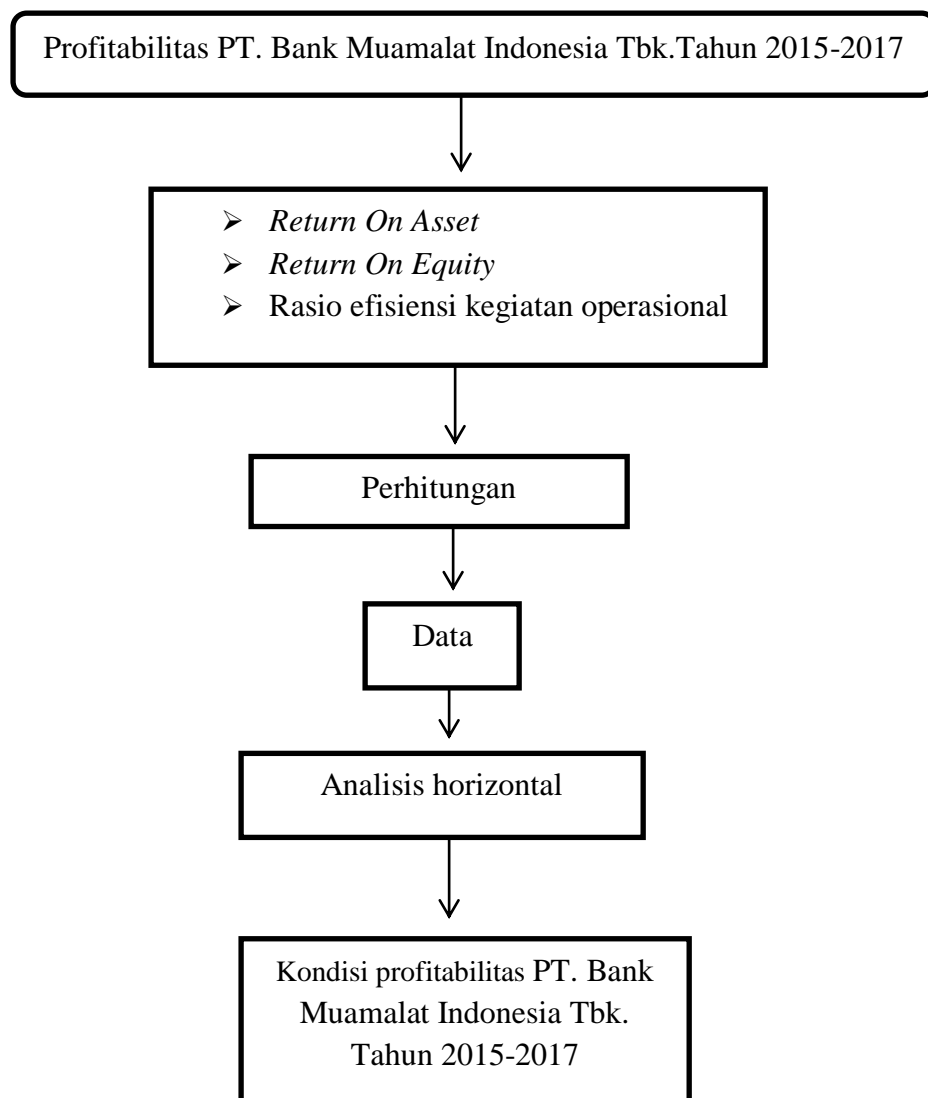 Profitabilitas PT. Bank Muamalat Indonesia Tbk.Tahun 2015-2017
➢ Return On Asset
➢ Return On Equity
➢ Rasio efisiensi kegiatan operasional
Perhitungan
Data
Analisis horizontal
Kondisi profitabilitas PT. Bank
Muamalat Indonesia Tbk.
Tahun 2015-2017